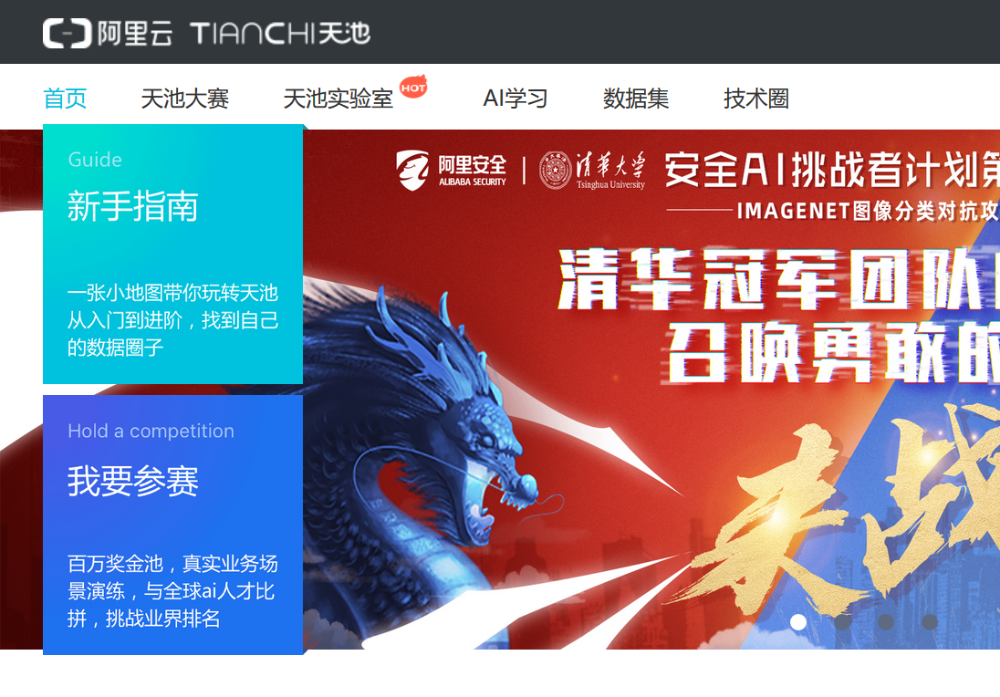 阿里云 TIANCHI天池
首页 天池大赛 天池实验室 HOT AI学习 数据集 技术圈
Guide
新手指南
一张小地图带你玩转天池
从入门到进阶，找到自己
的数据圈子
Hold a competition
我要参赛
百万奖金池，真实业务场
景演练，与全球ai人才比
拼，挑战业界排名
阿里安全 ALIBABA SECURITY | 清华大学 Tsinghua University 安全AI挑战者计划第
IMAGENET图像分类对抗攻
清华冠军团队
召唤勇敢的
来战